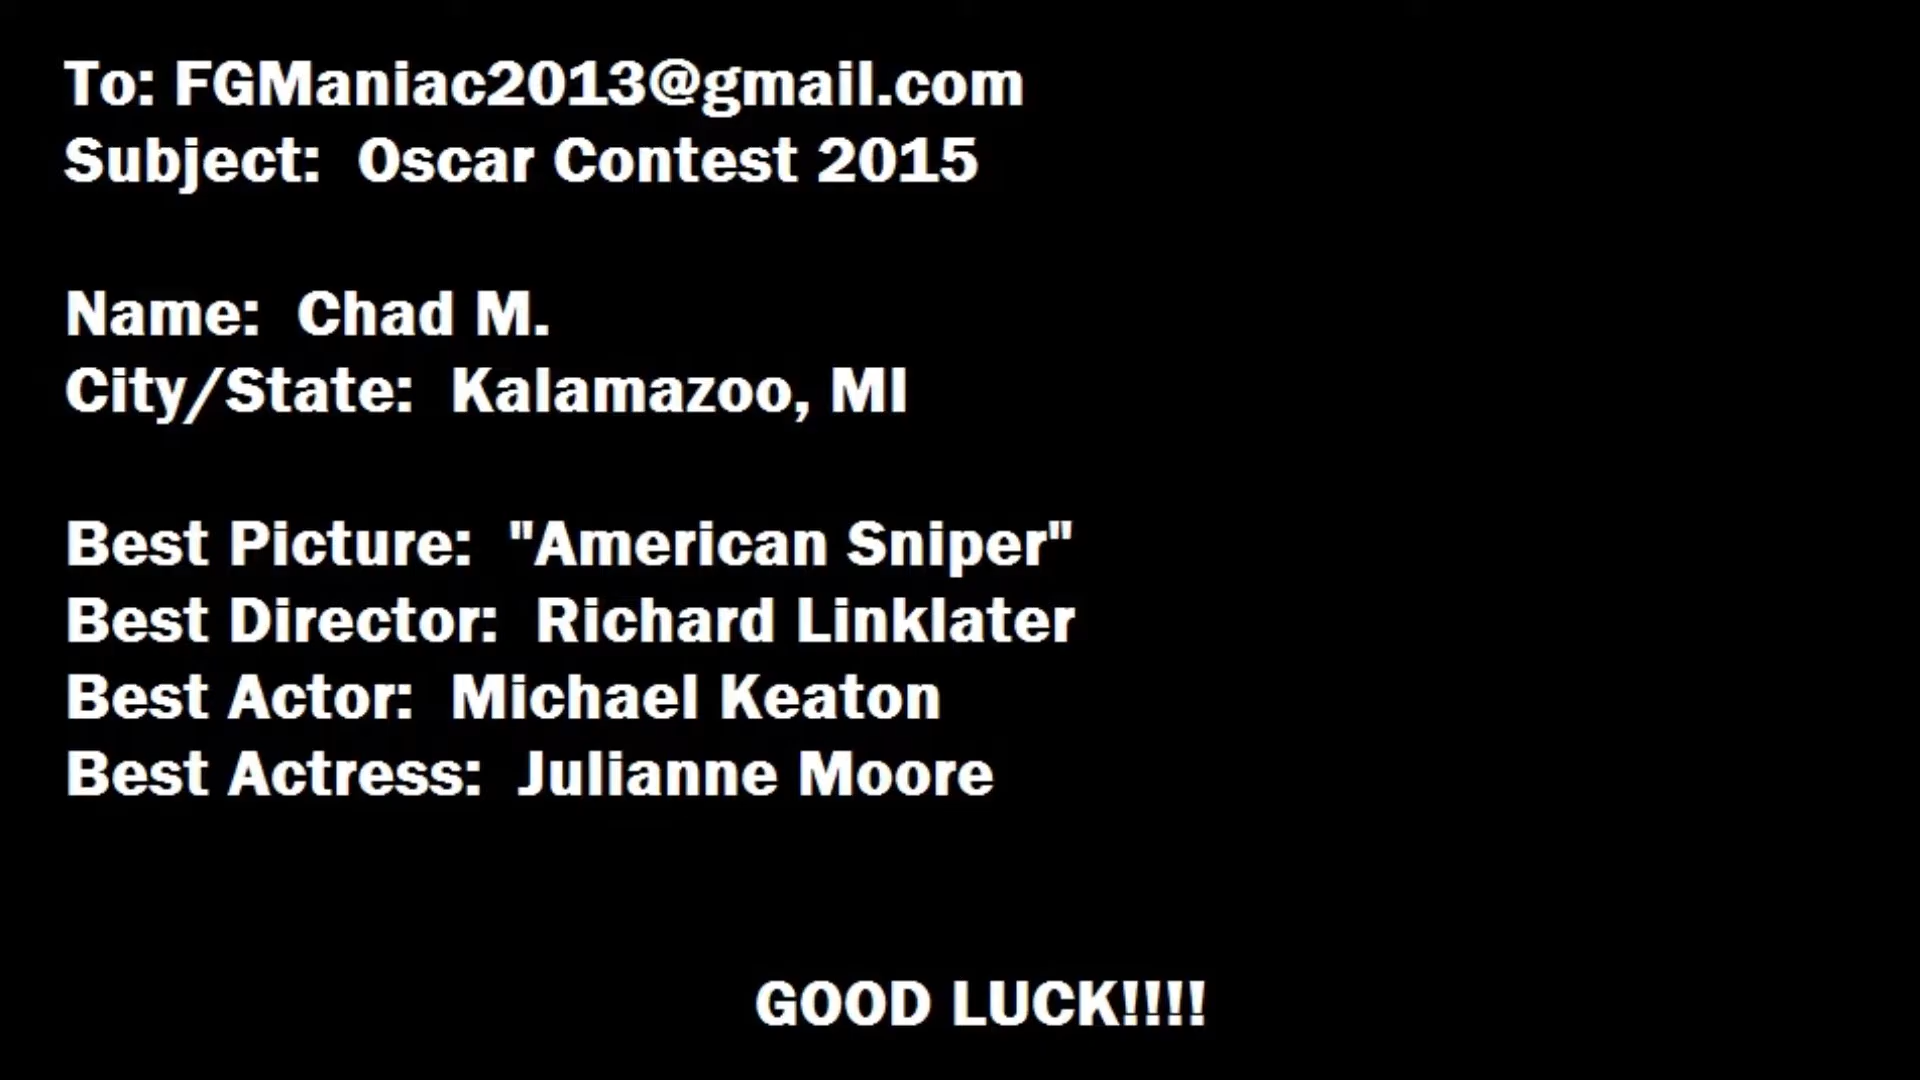 To: FGManiac2013@gmail.com
Subject:  Oscar Contest 2015
Name:  Chad M.
City/State:  Kalamazoo, MI
Best Picture:  "American Sniper"
Best Director:  Richard Linklater
Best Actor:  Michael Keaton
Best Actress:  Julianne Moore
GOOD LUCK!!!!